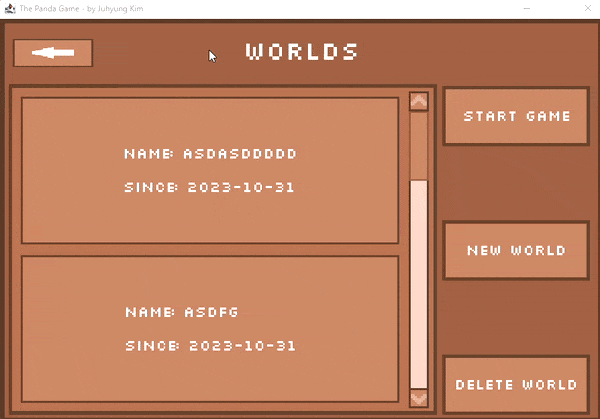 The Panda Game - by Juhyung Kim
WORLDS
NAME: ASDASDDDDD
SINCE: 2023-10-31
NAME: ASDFG
SINCE: 2023-10-31
START GAME
NEW WORLD
DELETE WORLD